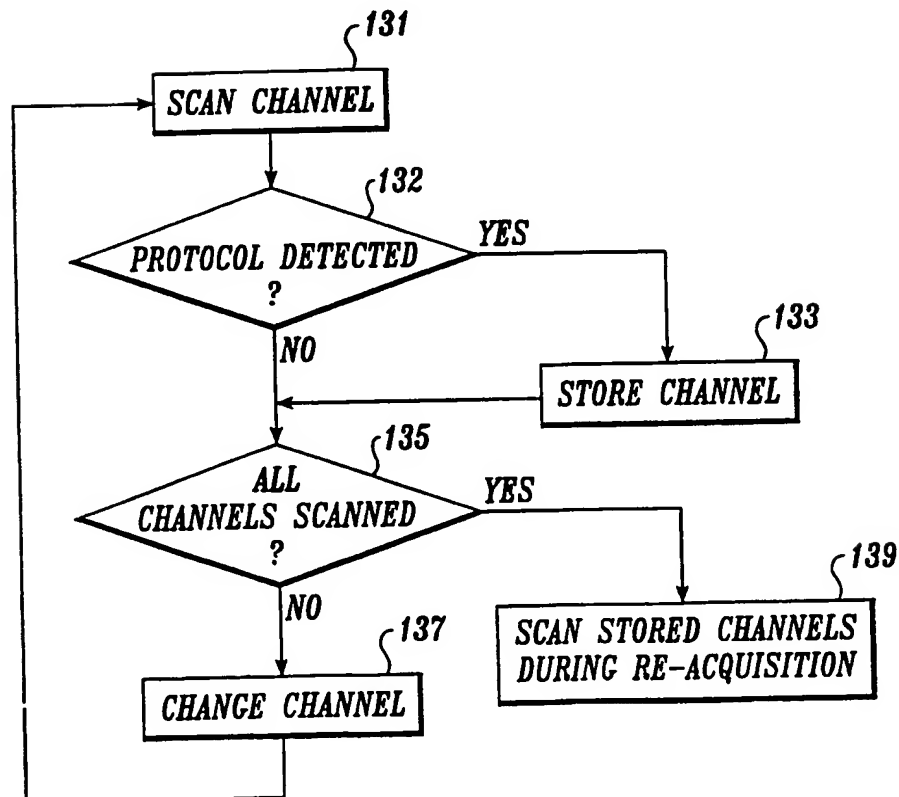 131
SCAN CHANNEL
132
PROTOCOL DETECTED
?
YES
NO
133
STORE CHANNEL
135
ALL
CHANNELS SCANNED
?
YES
NO
139
SCAN STORED CHANNELS
DURING RE-ACQUISITION
137
CHANGE CHANNEL